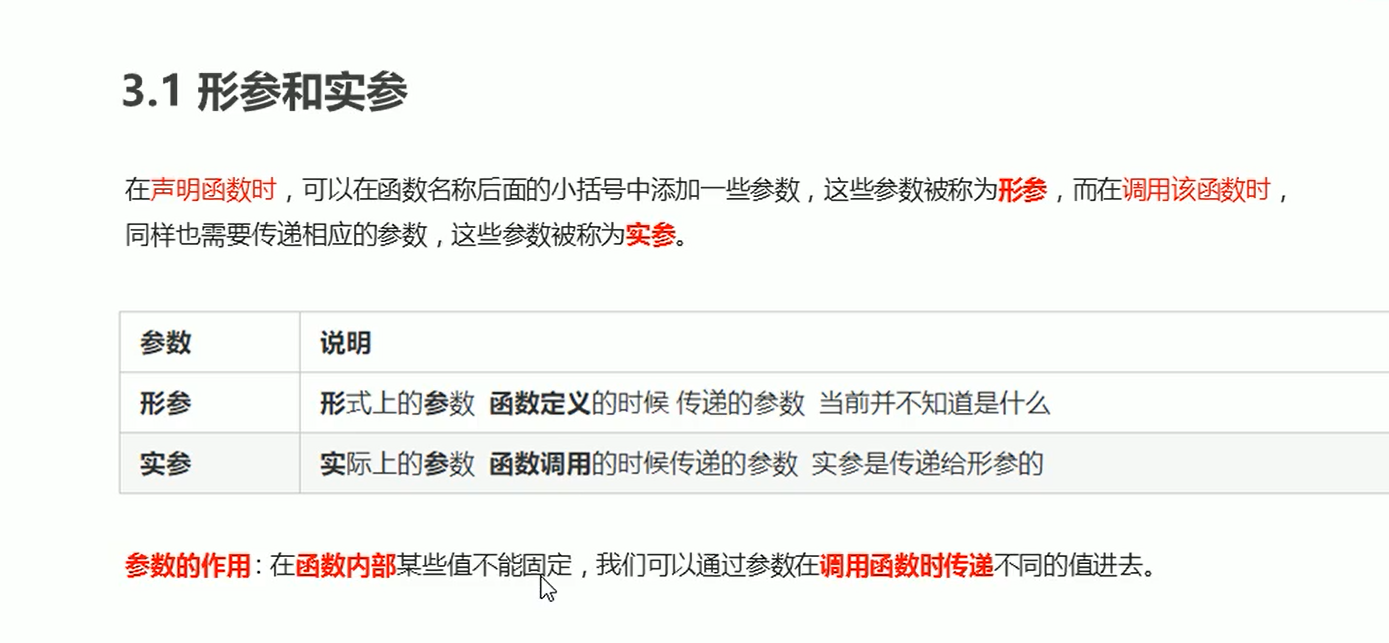 3.1 形参和实参
在声明函数时，可以在函数名称后面的小括号中添加一些参数，这些参数被称为形参，而在调用该函数时，
同样也需要传递相应的参数，这些参数被称为实参。
参数 说明
形参 形式上的参数 函数定义的时候 传递的参数 当前并不知道是什么
实参 实际上的参数 函数调用的时候传递的参数 实参是传递给形参的
参数的作用：在函数内部某些值不能固定，我们可以通过参数在调用函数时传递不同的值进去。